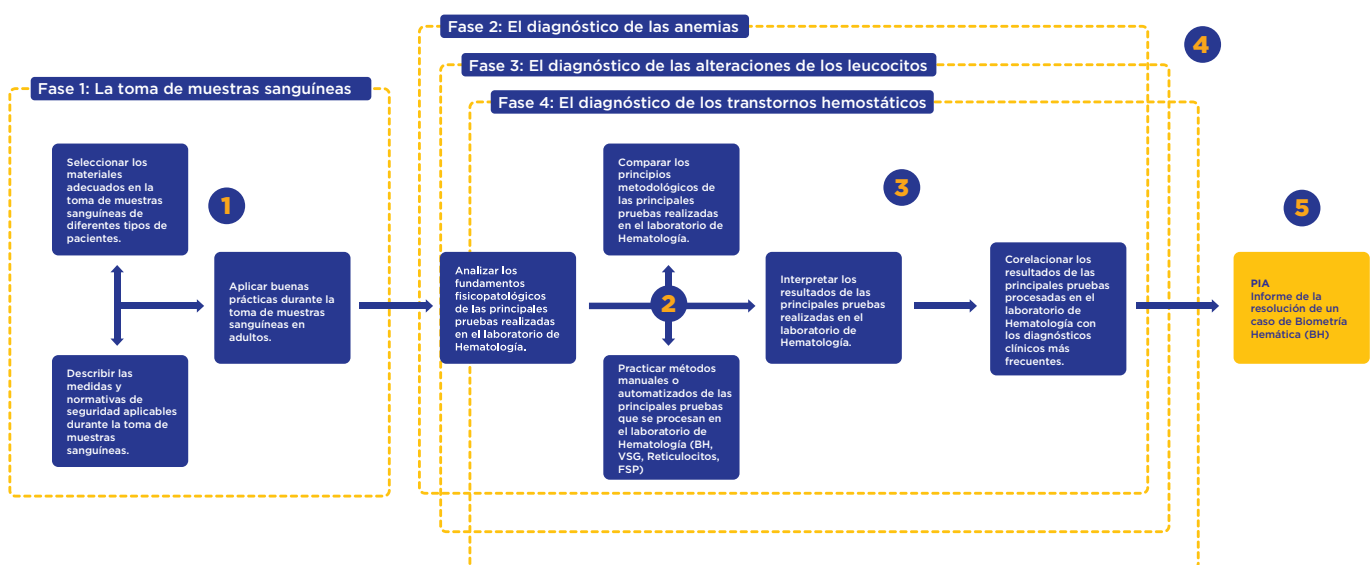 Fase 2: El diagnóstico de las anemias
4
Fase 3: El diagnóstico de las alteraciones de los leucocitos
Fase 1: La toma de muestras sanguíneas
Fase 4: El diagnóstico de los transtornos hemostáticos
Seleccionar los
materiales
adecuados en la
toma de muestras
sanguíneas de
diferentes tipos de
pacientes.
1
Aplicar buenas
prácticas durante la
toma de muestras
sanguíneas en
adultos.
Describir las
medidas y
normativas de
seguridad aplicables
durante la toma de
muestras
sanguíneas.
Analizar los
fundamentos
fisicopatológicos
de las principales
pruebas realizadas
en el laboratorio de
Hematología.
Comparar los
principios
metodológicos de
las principales
pruebas realizadas
en el laboratorio de
Hematología.
2
Practicar métodos
manuales o
automatizados de las
principales pruebas
que se procesan en
el laboratorio de
Hematología (BH,
VSG, Reticulocitos,
FSP)
3
Interpretar los
resultados de las
principales pruebas
realizadas en el
laboratorio de
Hematología.
Corelacionar los
resultados de las
principales pruebas
procesadas en el
laboratorio de
Hematología con
los diagnósticos
clínicos más
frecuentes.
5
PIA
Informe de la
resolución de un
caso de Biometría
Hemática (BH)